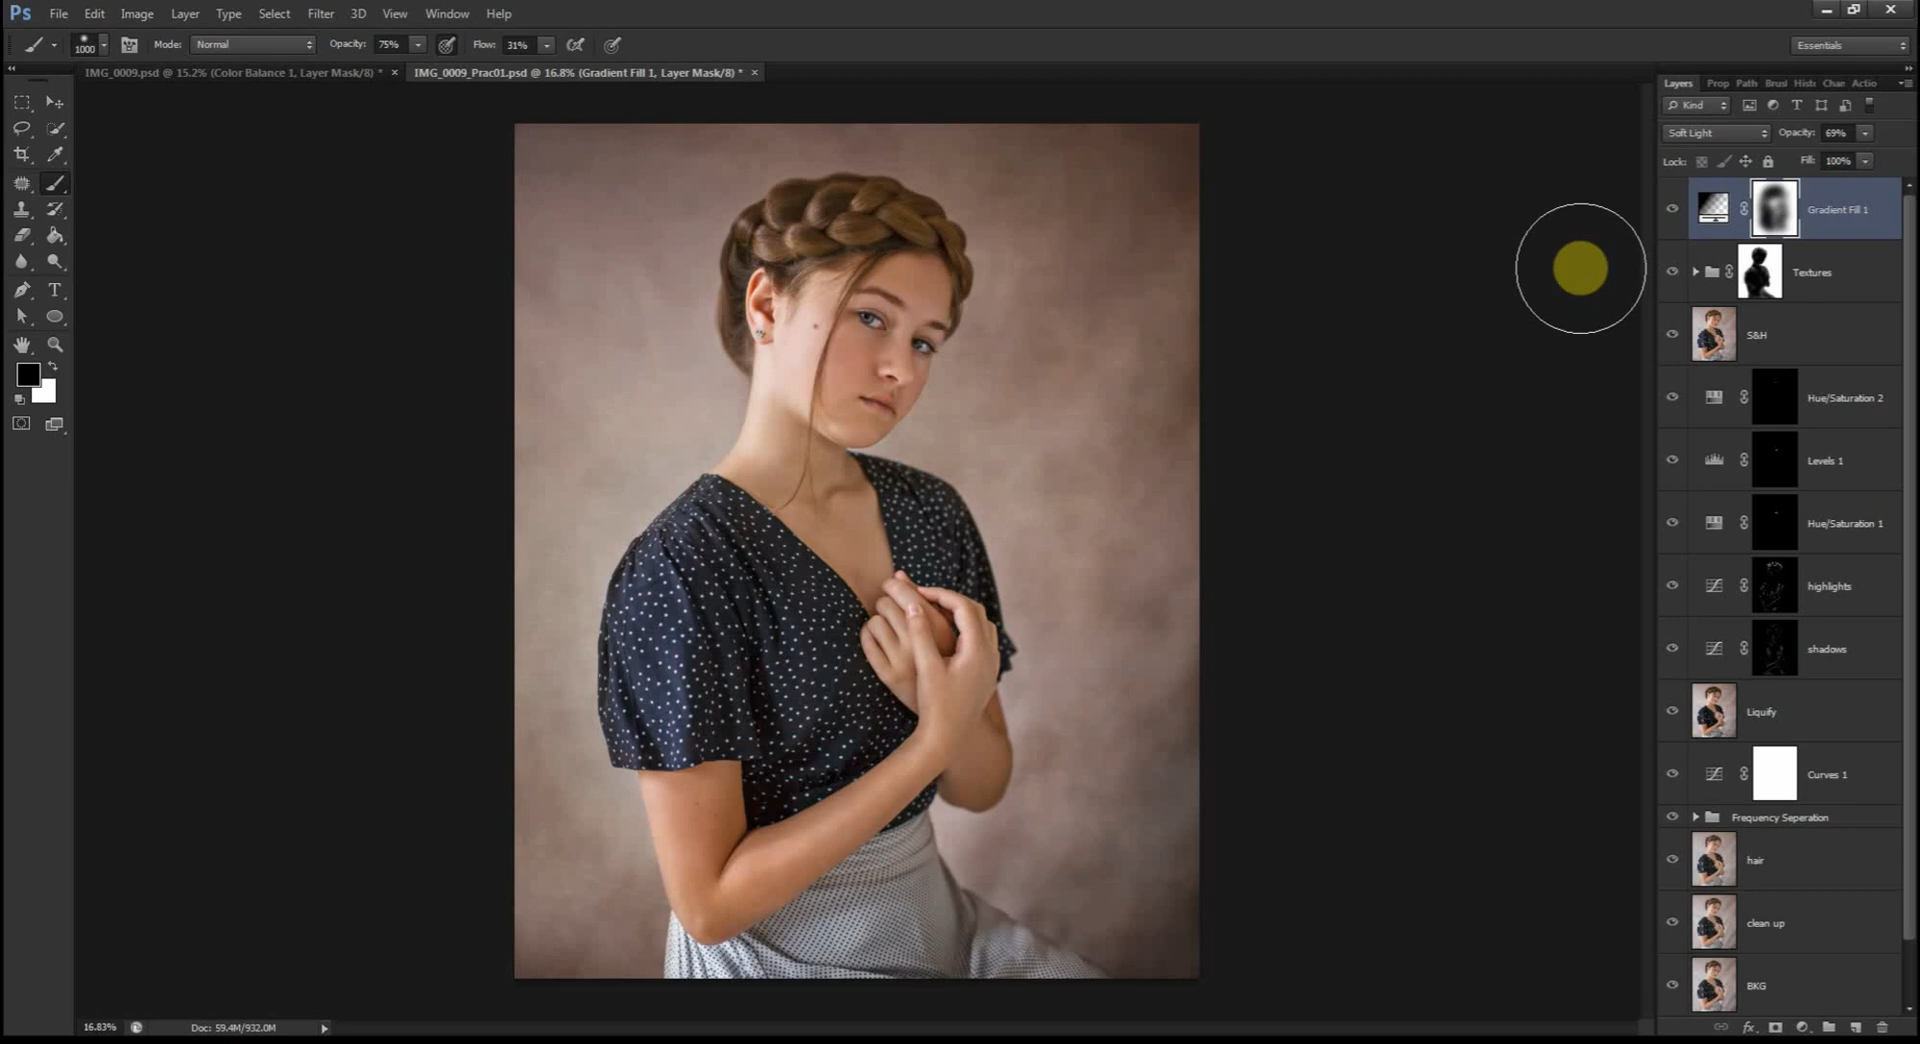 Ps File Edit Image Layer Type Select Filter 3D View Window Help
1000 Mode: Normal Opacity: 75% Flow: 31% Essentials
IMG_0009.psd @ 15.2% (Color Balance 1, Layer Mask/8) * × IMG_0009_Prac01.psd @ 16.8% (Gradient Fill 1, Layer Mask/8) * ×
Layers Prop Path Brusl Histo Chan Actio
Kind
Soft Light Opacity: 69%
Lock: Fill: 100%
Gradient Fill 1
Textures
S&H
Hue/Saturation 2
Levels 1
Hue/Saturation 1
highlights
shadows
Liquify
Curves 1
Frequency Seperation
hair
clean up
BKG
16.83% Doc: 59.4M/932.0M